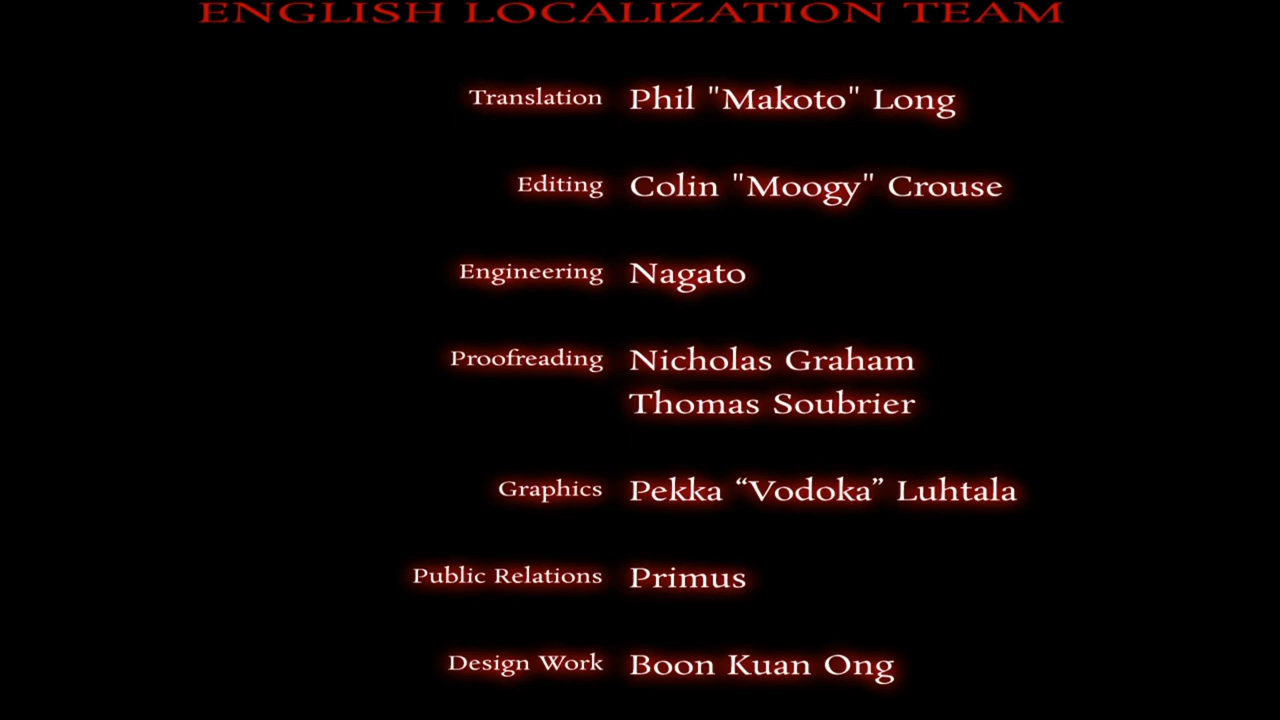 ENGLISH LOCALIZATION TEAM
Translation Phil "Makoto" Long
Editing Colin "Moogy" Crouse
Engineering Nagato
Proofreading Nicholas Graham
Thomas Soubrier
Graphics Pekka “Vodoka” Luhtala
Public Relations Primus
Design Work Boon Kuan Ong